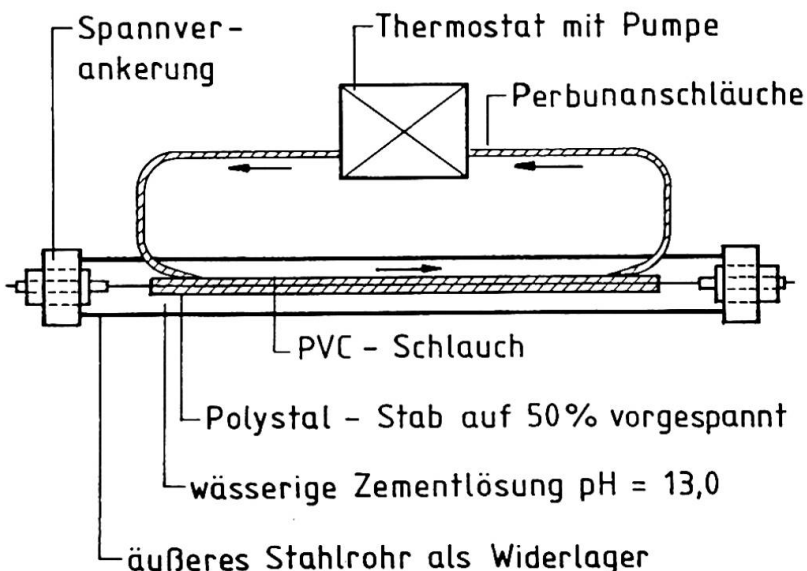 Spannver-
ankerung
Thermostat mit Pumpe
Perbunanschläuche
PVC - Schlauch
Polystal - Stab auf 50% vorgespannt
wässerige Zementlösung pH = 13,0
äußeres Stahlrohr als Widerlager